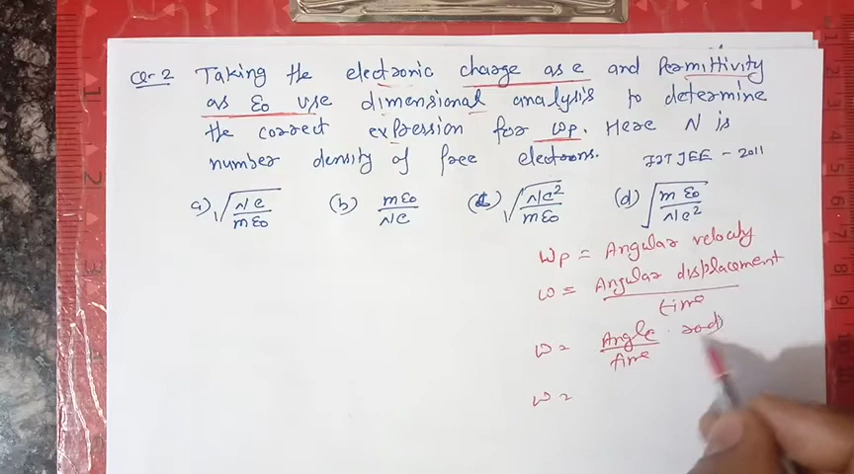 Que-2 Taking the electronic charge as e and Permittivity
as ε0 use dimensional analysis to determine
the correct expression for ωp. Here N is
number density of free electrons. IIT JEE - 2011
a) √(Ne/mε0) (b) mε0/Ne (c) √(Ne²/mε0) (d) √(mε0/Ne²)
ωp = Angular velocity
ω = Angular displacement/time
ω = Angle/time rad
ω =